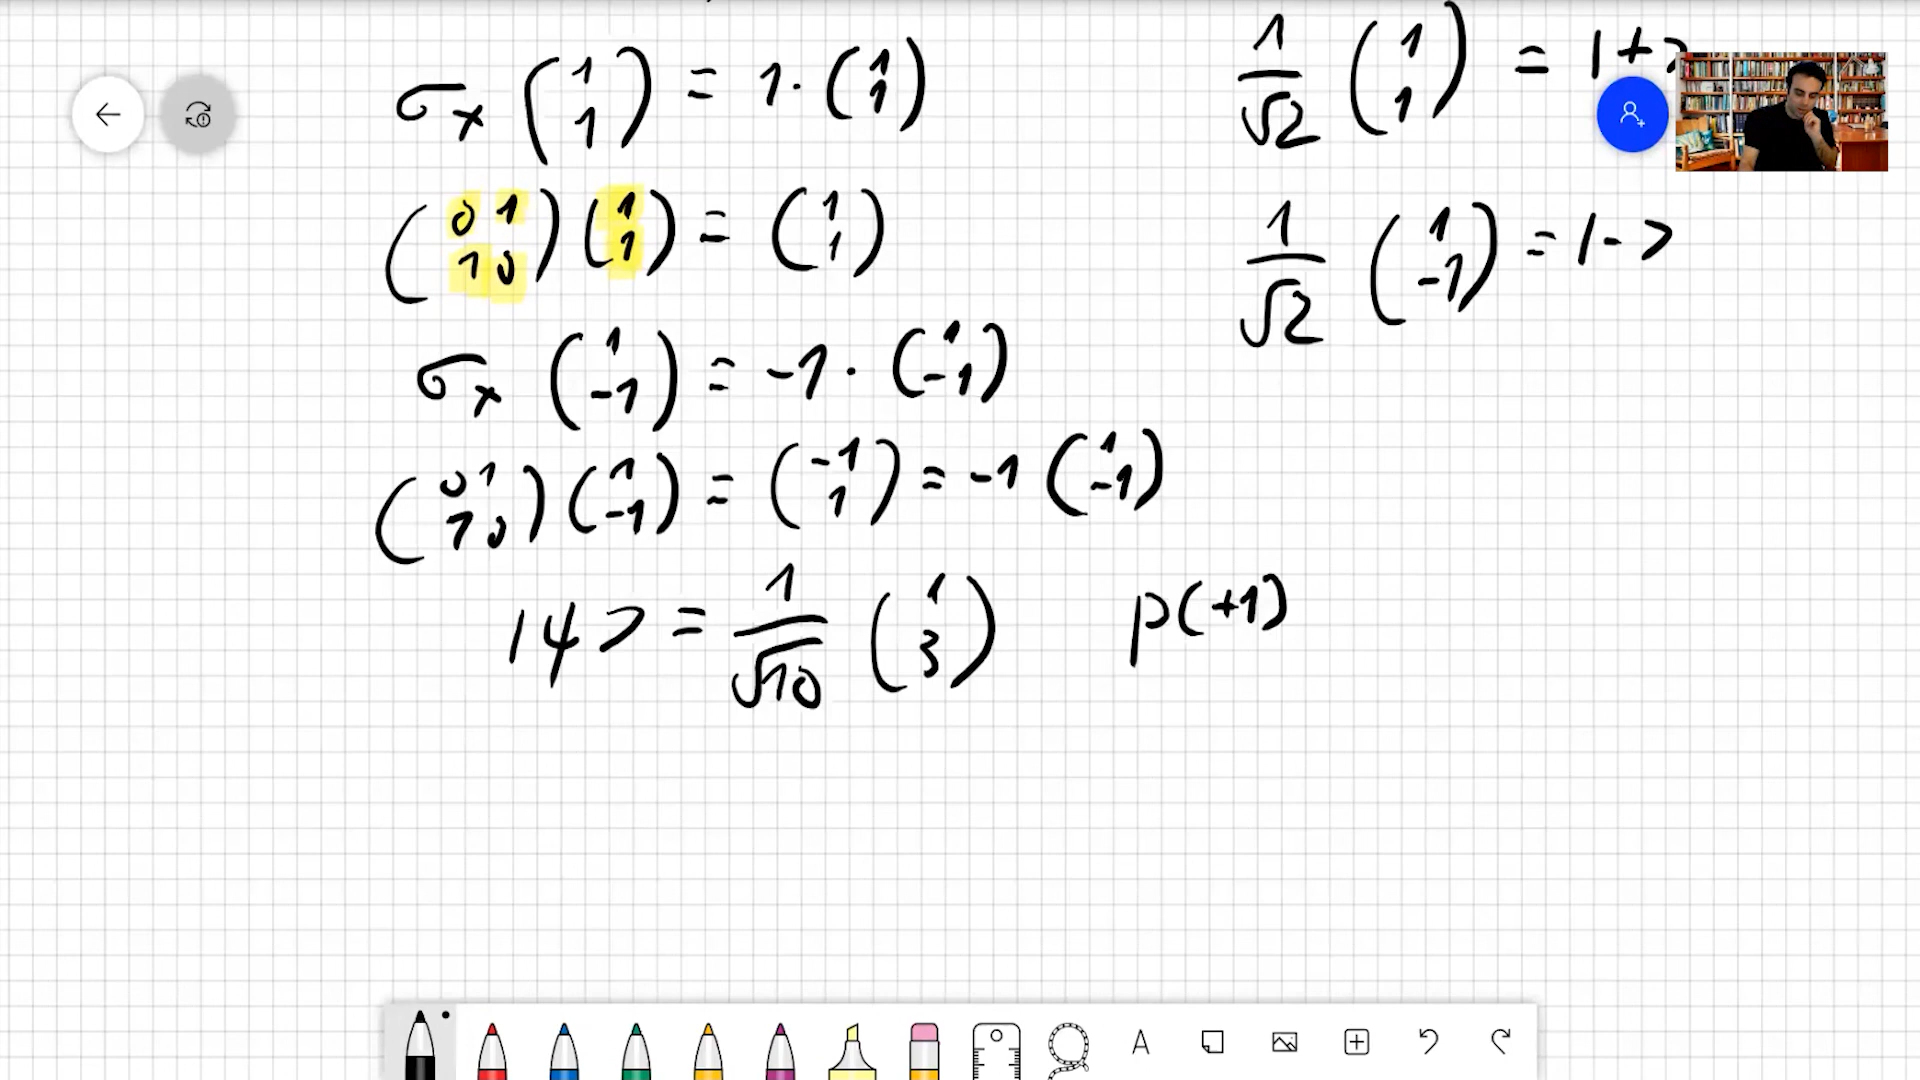 σx (1 1) = 1 · (1 1)
(0 1 1 0) (1 1) = (1 1)
σx (1 -1) = -1 · (1 -1)
(0 1 1 0) (1 -1) = (-1 1) = -1 (1 -1)
|ψ> = 1/√10 (1 3) p(+1)
1/√2 (1 1) = |+>
1/√2 (1 -1) = |->
A